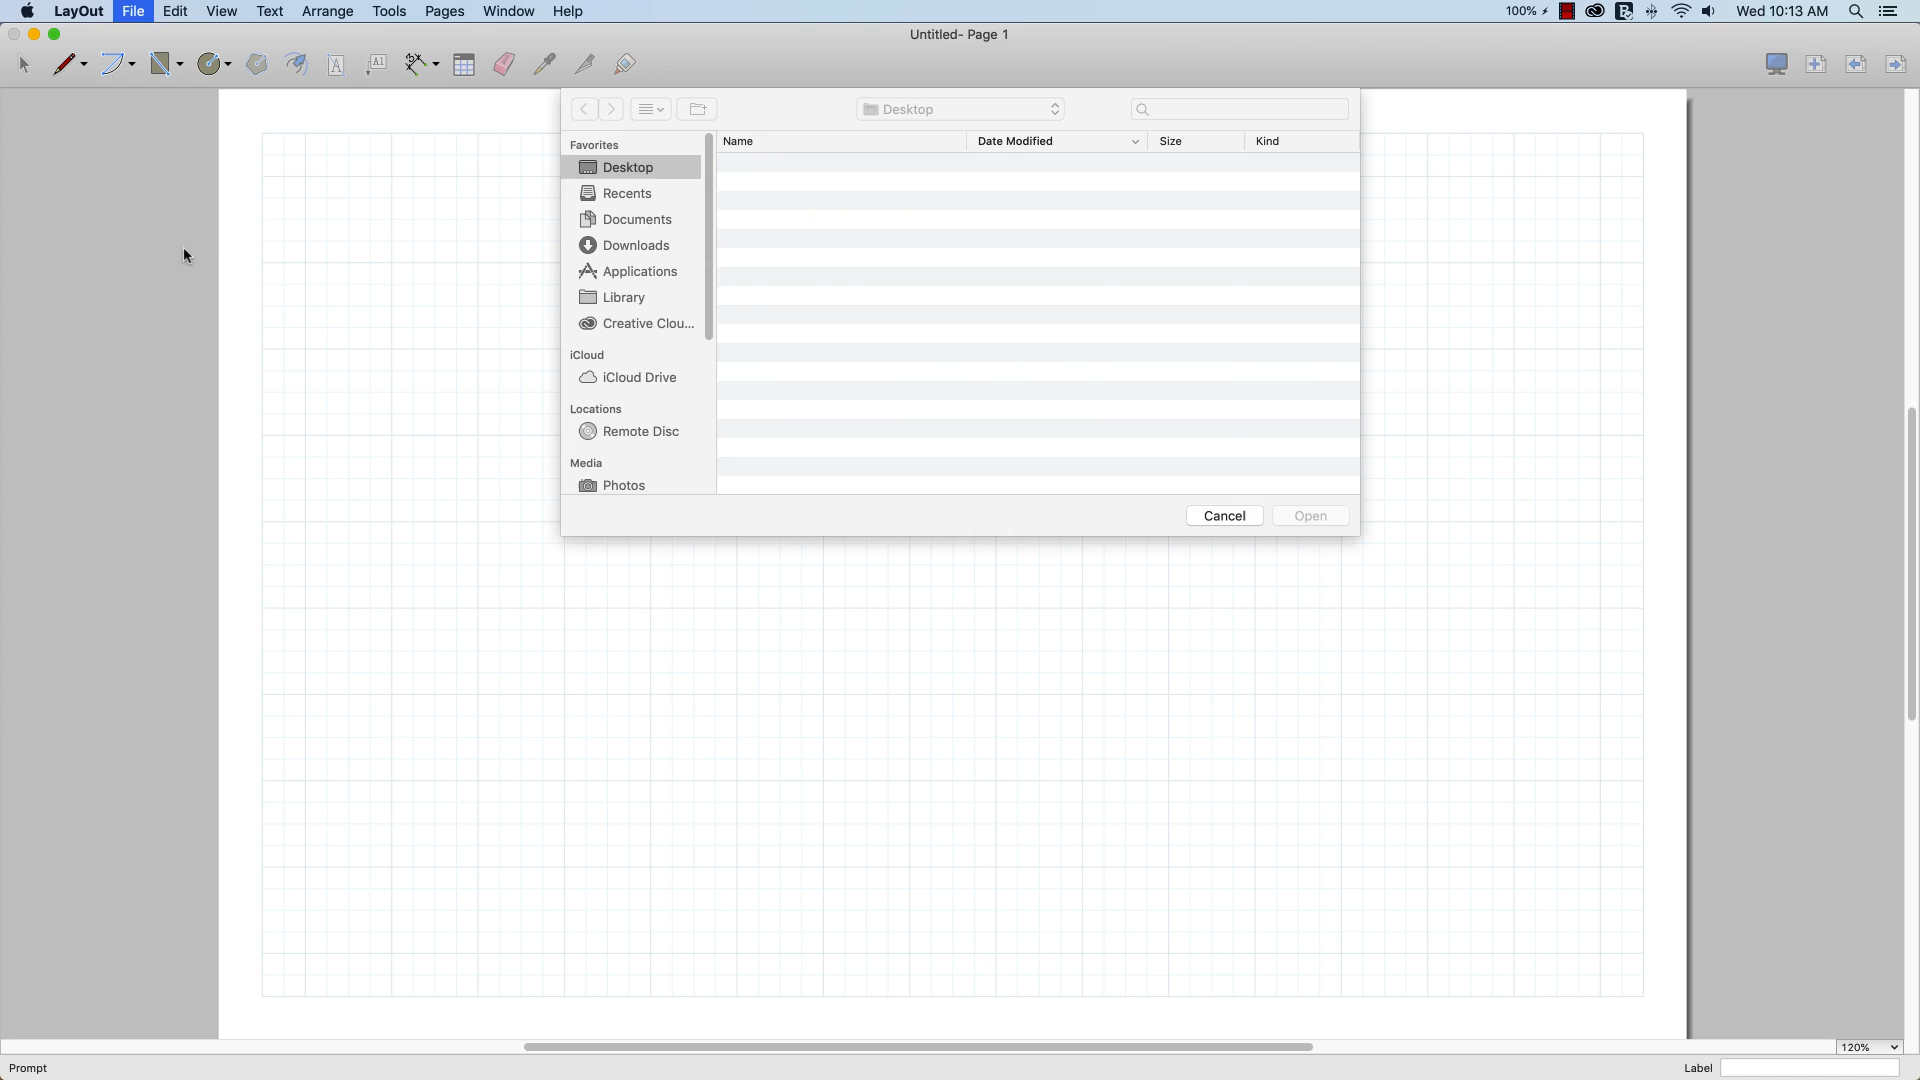 LayOut File Edit View Text Arrange Tools Pages Window Help 100% Wed 10:13 AM
Untitled- Page 1
Desktop
Name Date Modified Size Kind
Favorites
Desktop
Recents
Documents
Downloads
Applications
Library
Creative Clou...
iCloud
iCloud Drive
Locations
Remote Disc
Media
Photos
Cancel Open
120%
Prompt Label